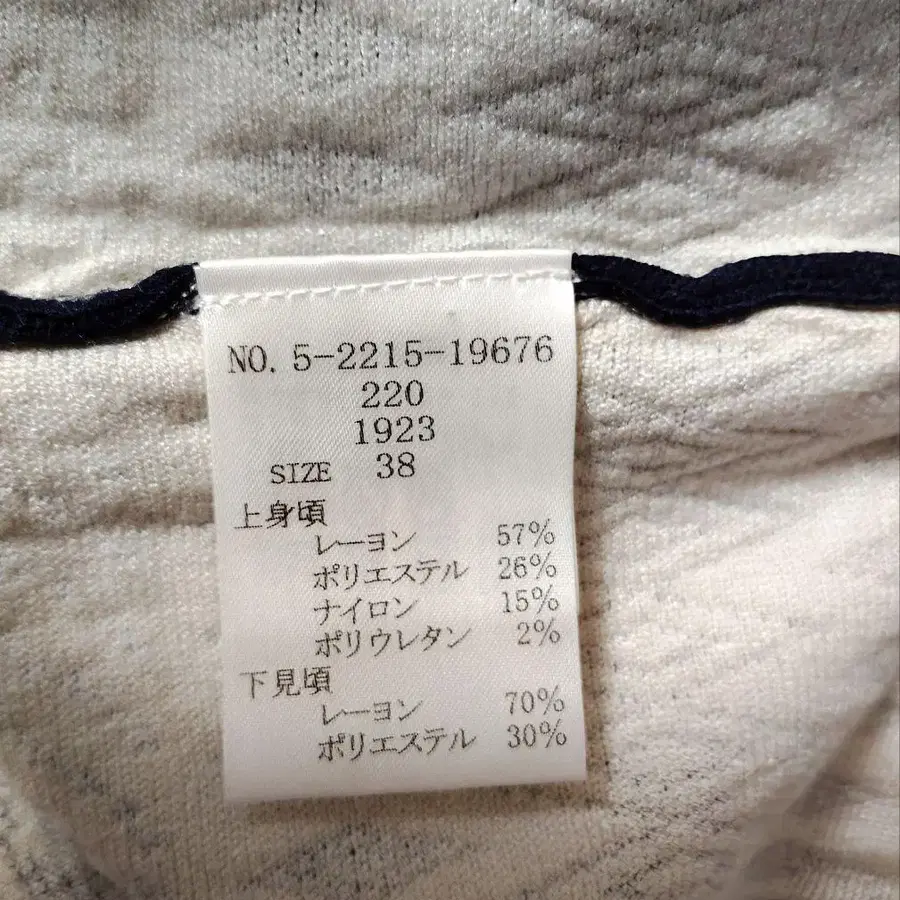 NO. 5-2215-19676
220
1923
SIZE 38
上身頃
レーヨン 57%
ポリエステル 26%
ナイロン 15%
ポリウレタン 2%
下見頃
レーヨン 70%
ポリエステル 30%